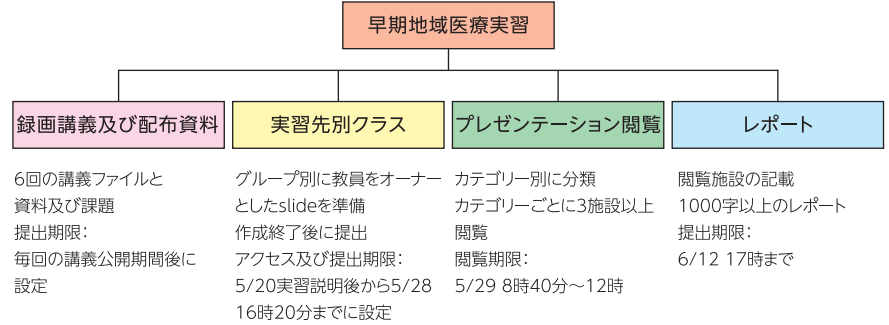 早期地域医療実習
録画講義及び配布資料
6回の講義ファイルと
資料及び課題
提出期限：
毎回の講義公開期間後に
設定
実習先別クラス
グループ別に教員をオーナー
としたslideを準備
作成終了後に提出
アクセス及び提出期限：
5/20実習説明後から5/28
16時20分までに設定
プレゼンテーション閲覧
カテゴリー別に分類
カテゴリーごとに3施設以上
閲覧
閲覧期限：
5/29 8時40分～12時
レポート
閲覧施設の記載
1000字以上のレポート
提出期限：
6/12 17時まで